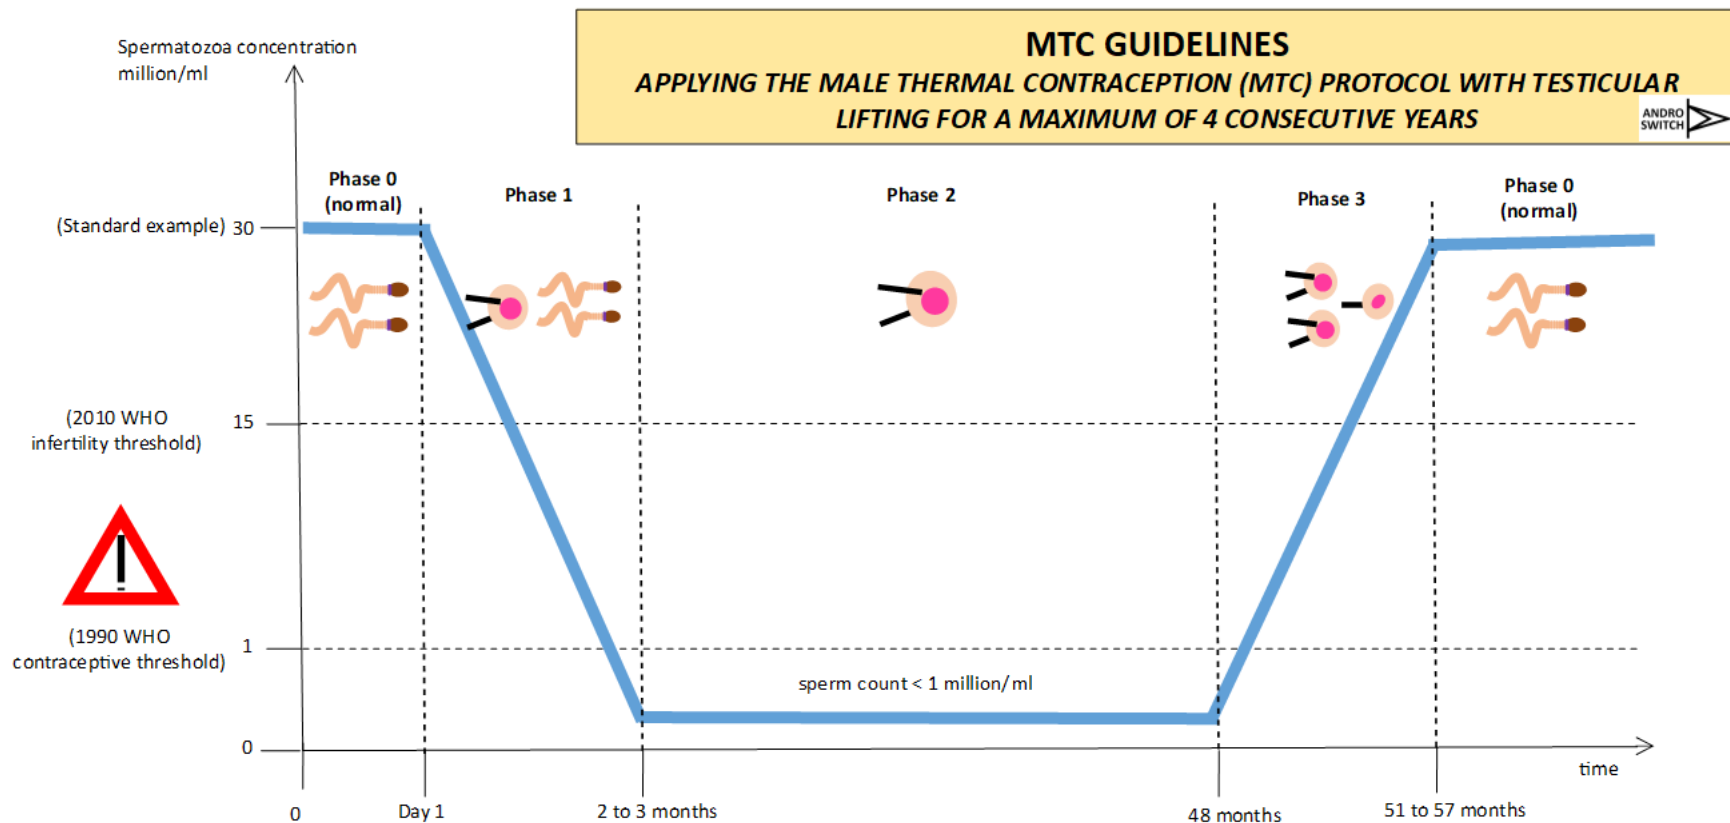 MTC GUIDELINES
APPLYING THE MALE THERMAL CONTRACEPTION (MTC) PROTOCOL WITH TESTICULAR
LIFTING FOR A MAXIMUM OF 4 CONSECUTIVE YEARS
ANDRO
SWITCH
Spermatozoa concentration
million/ml
Phase 0
(normal)
Phase 1
Phase 2
Phase 3
Phase 0
(normal)
(Standard example) 30
(2010 WHO
infertility threshold)
15
(1990 WHO
contraceptive threshold)
1
sperm count < 1 million/ml
0
time
0
Day 1
2 to 3 months
48 months
51 to 57 months